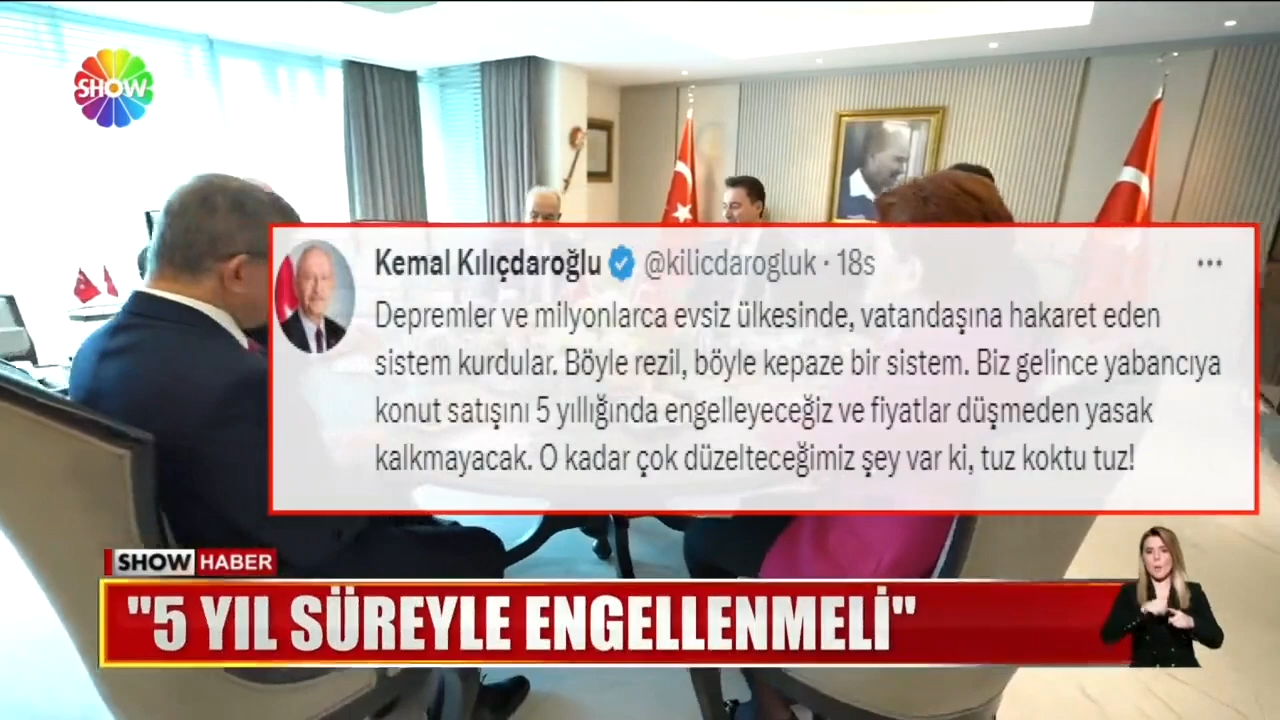 SHOW
Kemal Kılıçdaroğlu @kilicdarogluk · 18s
Depremler ve milyonlarca evsiz ülkesinde, vatandaşına hakaret eden
sistem kurdular. Böyle rezil, böyle kepaze bir sistem. Biz gelince yabancıya
konut satışını 5 yıllığında engelleyeceğiz ve fiyatlar düşmeden yasak
kalkmayacak. O kadar çok düzelteceğimiz şey var ki, tuz koktu tuz!
SHOW HABER
"5 YIL SÜREYLE ENGELLENMELİ"